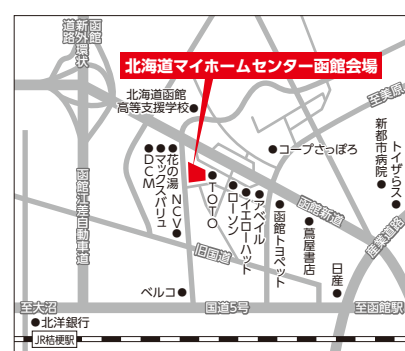 函館
新外環状
道路
北海道マイホームセンター函館会場
北海道函館
高等支援学校
至美原
コープさっぽろ
トイザらス
新都市病院
花の湯
マックスバリュ
DCM
NCV
TOTO
ローソン
イエローハット
アベイル
函館トヨペット
函館新道
蔦屋書店
日産
産業道路
函館江差自動車道
旧国道
ベルコ
至大沼
国道5号
至函館駅
北洋銀行
JR桔梗駅